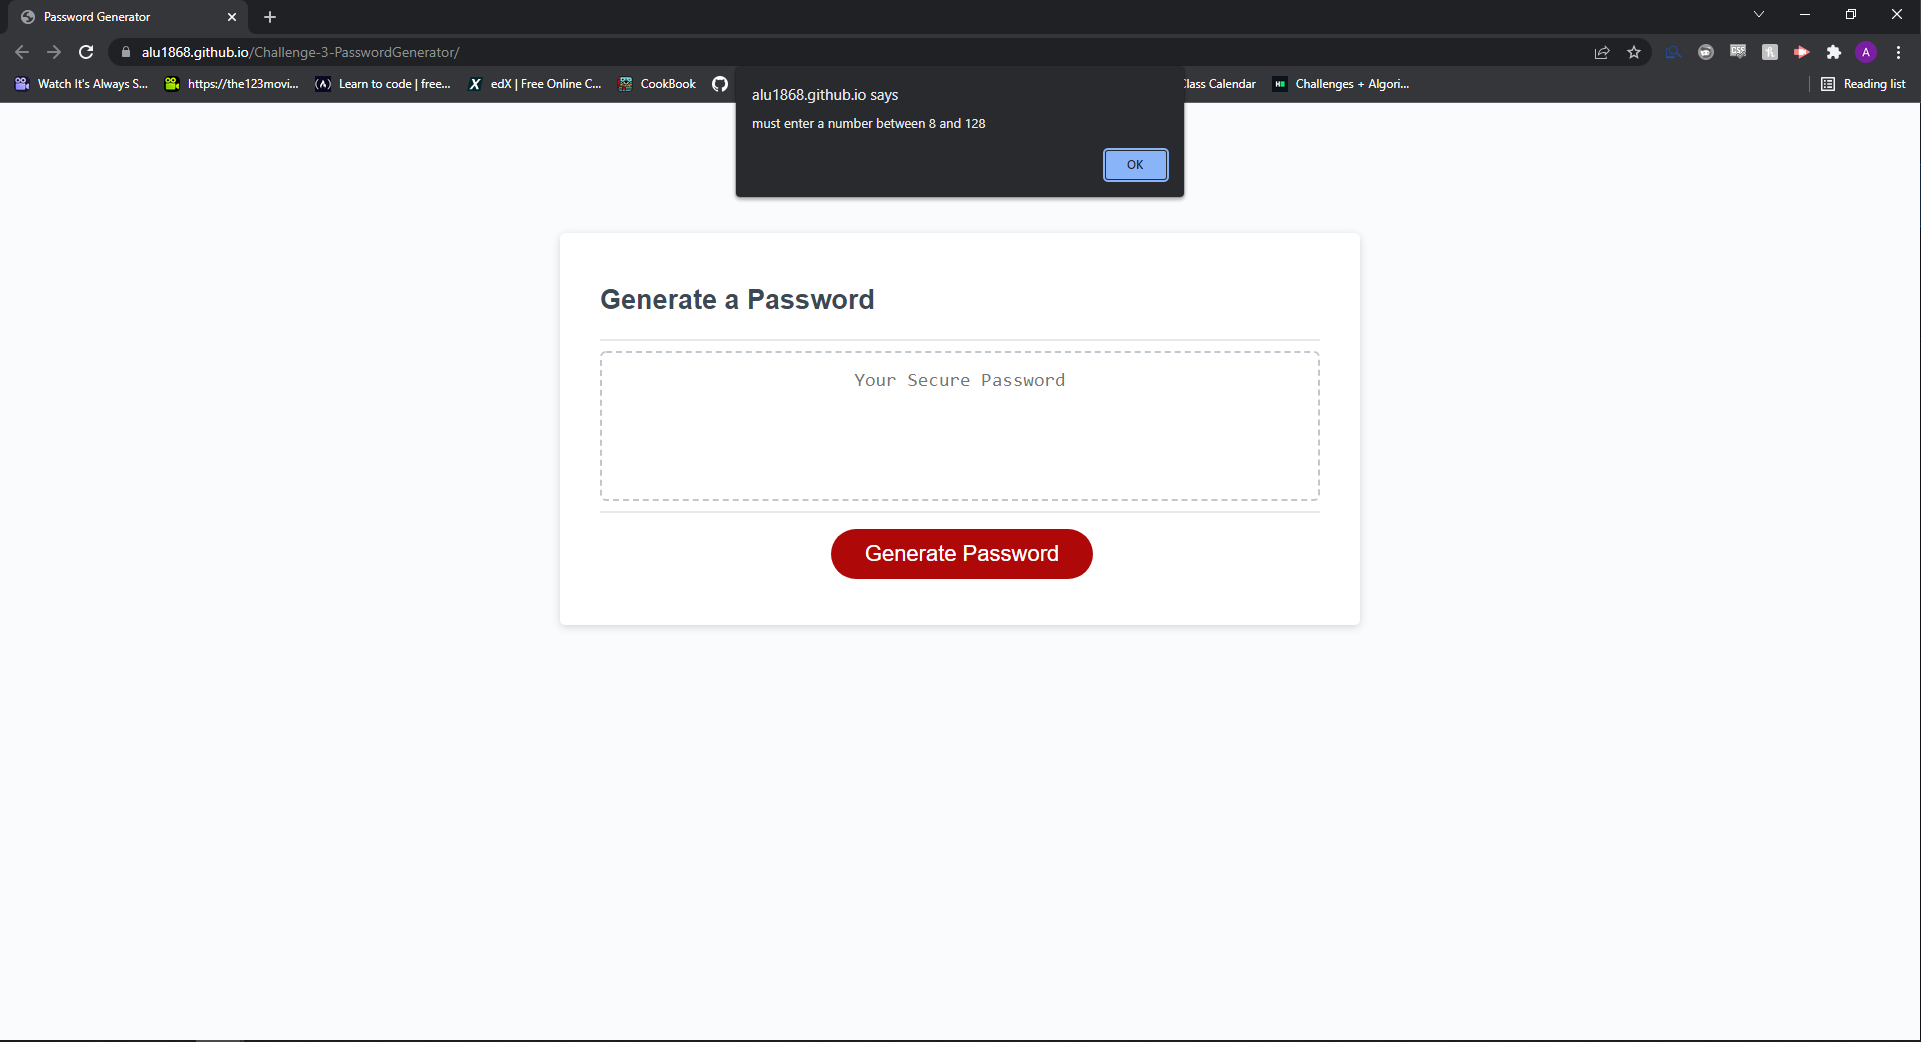 Password Generator
alu1868.github.io/Challenge-3-PasswordGenerator/
Watch It's Always S...
https://the123movi...
Learn to code | free...
edX | Free Online C...
CookBook
Class Calendar
Challenges + Algori...
Reading list
A
alu1868.github.io says
must enter a number between 8 and 128
OK
Generate a Password
Your Secure Password
Generate Password